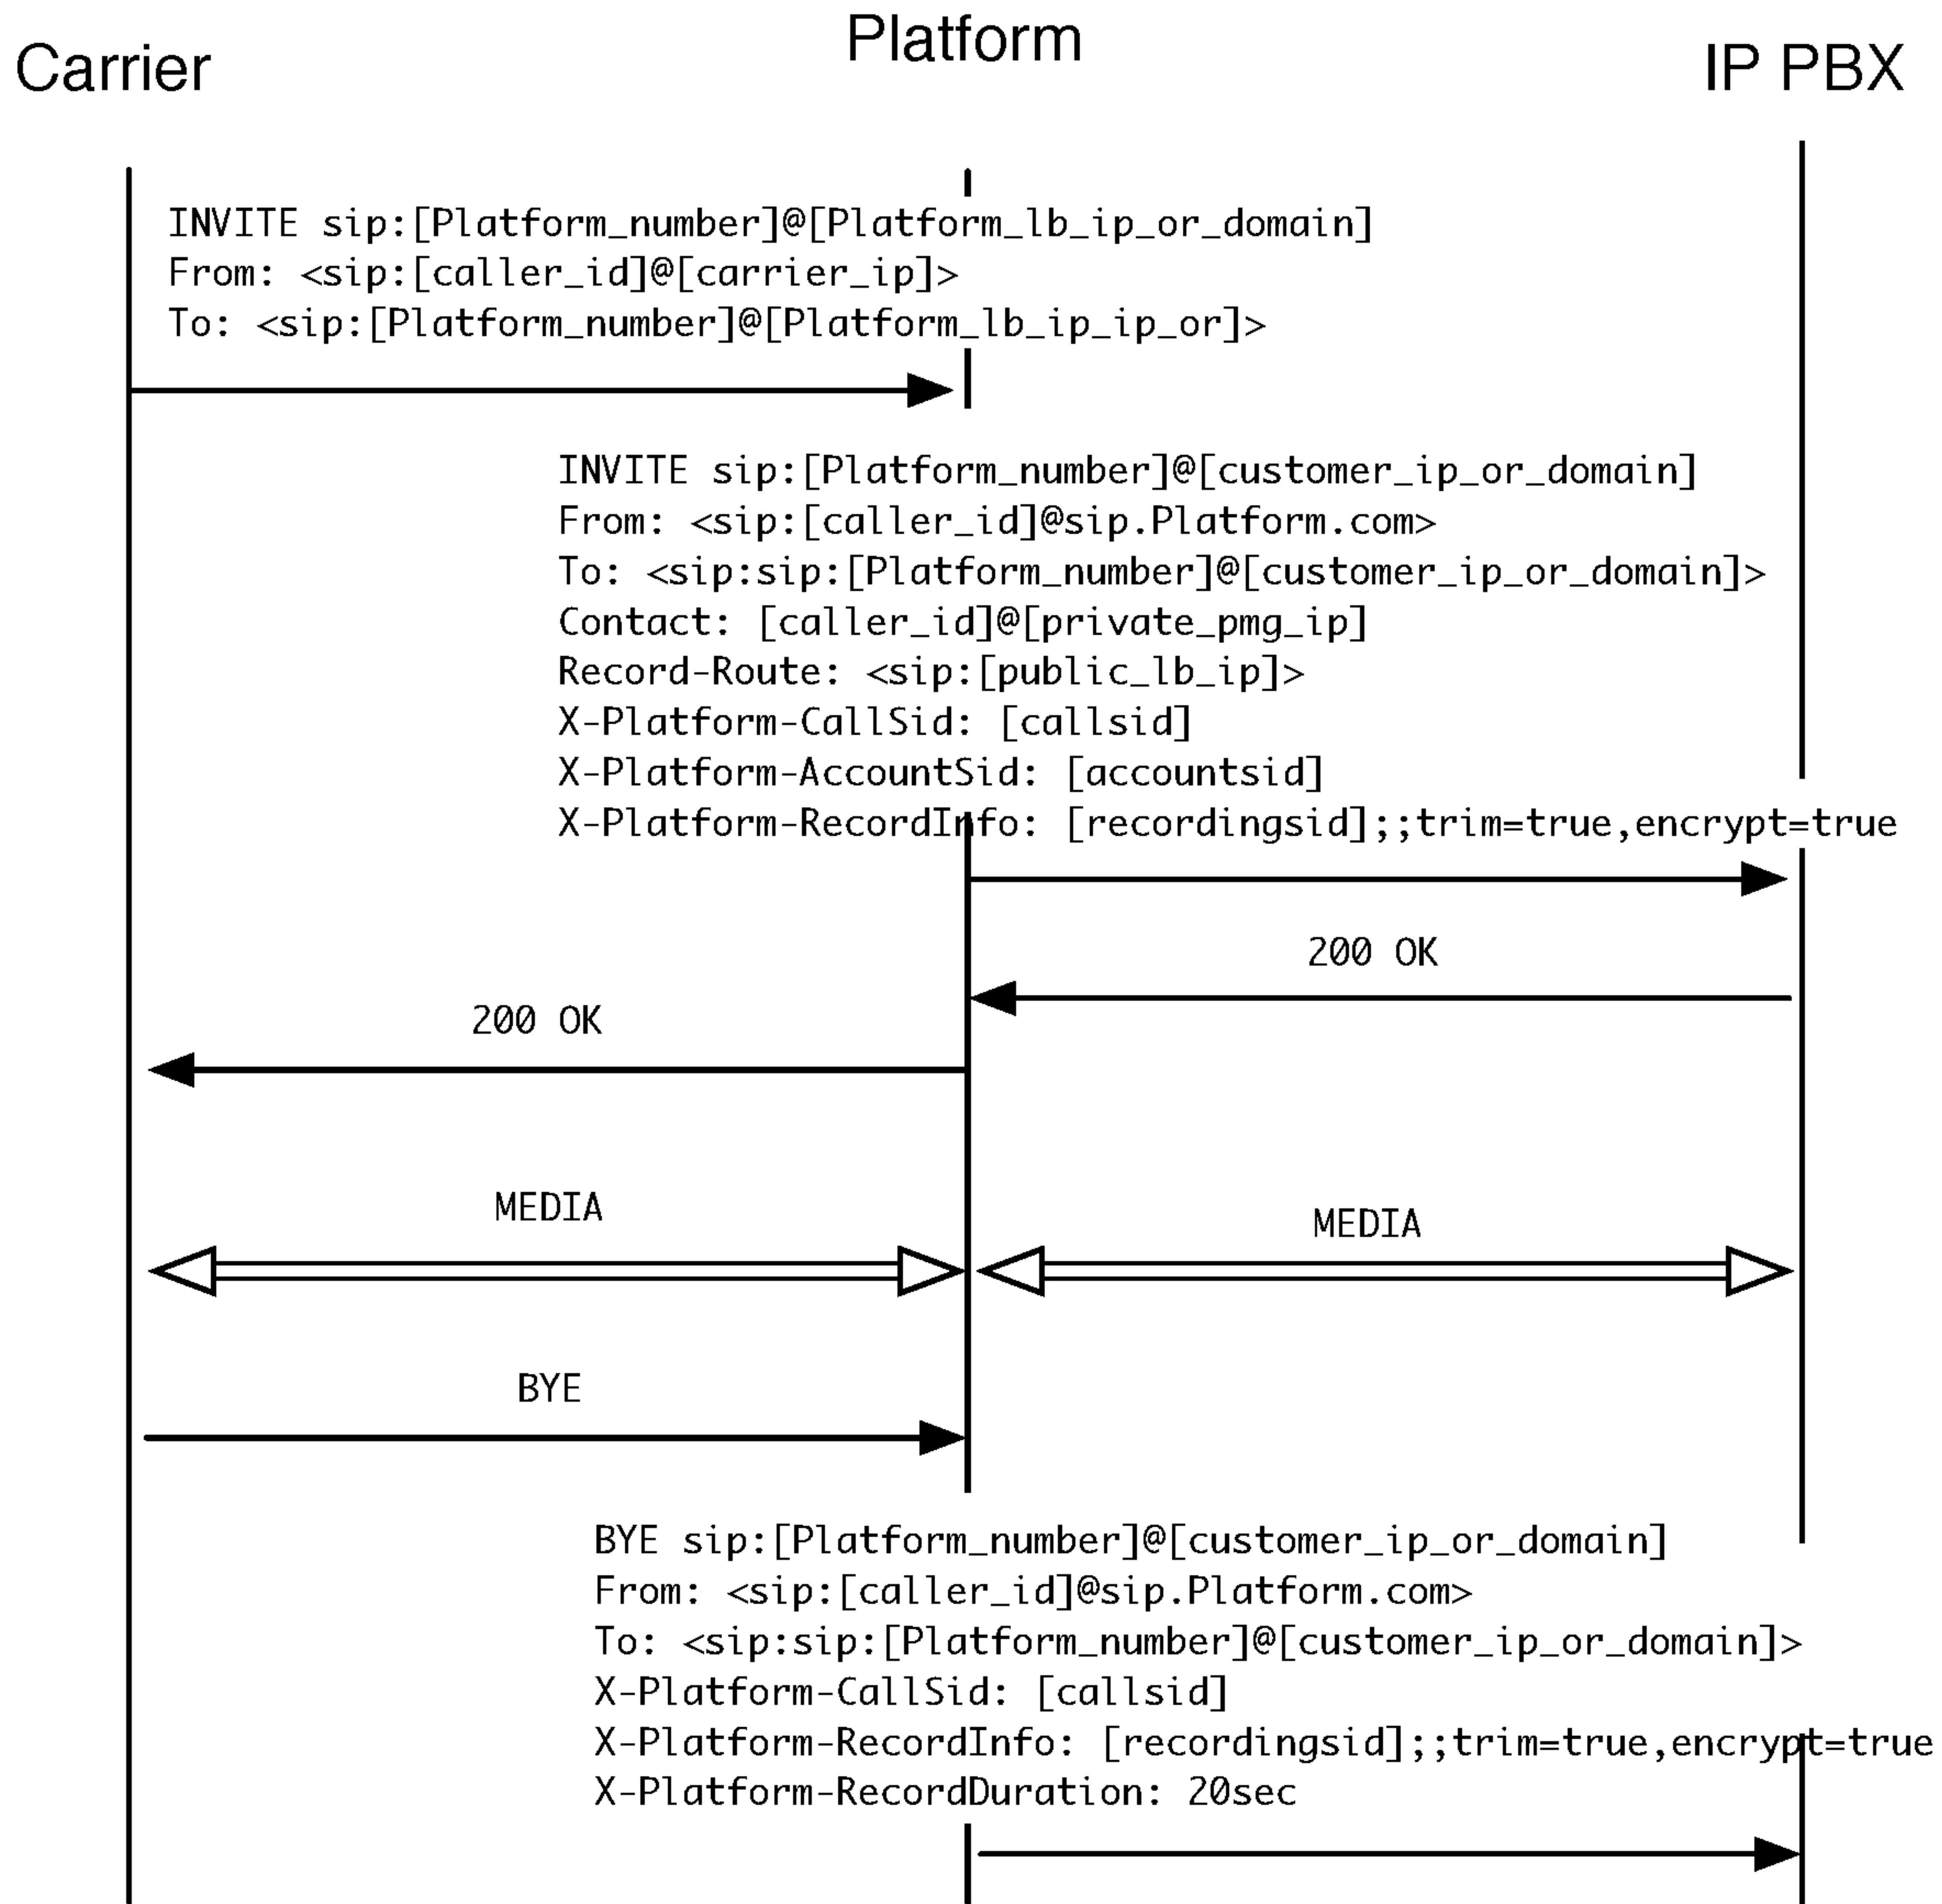 Carrier
Platform
IP PBX
INVITE sip:[Platform_number]@[Platform_lb_ip_or_domain]
From: <sip:[caller_id]@[carrier_ip]>
To: <sip:[Platform_number]@[Platform_lb_ip_ip_or]>
INVITE sip:[Platform_number]@[customer_ip_or_domain]
From: <sip:[caller_id]@sip.Platform.com>
To: <sip:sip:[Platform_number]@[customer_ip_or_domain]>
Contact: [caller_id]@[private_pmg_ip]
Record-Route: <sip:[public_lb_ip]>
X-Platform-CallSid: [callsid]
X-Platform-AccountSid: [accountsid]
X-Platform-RecordInfo: [recordingsid];;trim=true,encrypt=true
200 OK
200 OK
MEDIA
MEDIA
BYE
BYE sip:[Platform_number]@[customer_ip_or_domain]
From: <sip:[caller_id]@sip.Platform.com>
To: <sip:sip:[Platform_number]@[customer_ip_or_domain]>
X-Platform-CallSid: [callsid]
X-Platform-RecordInfo: [recordingsid];;trim=true,encrypt=true
X-Platform-RecordDuration: 20sec